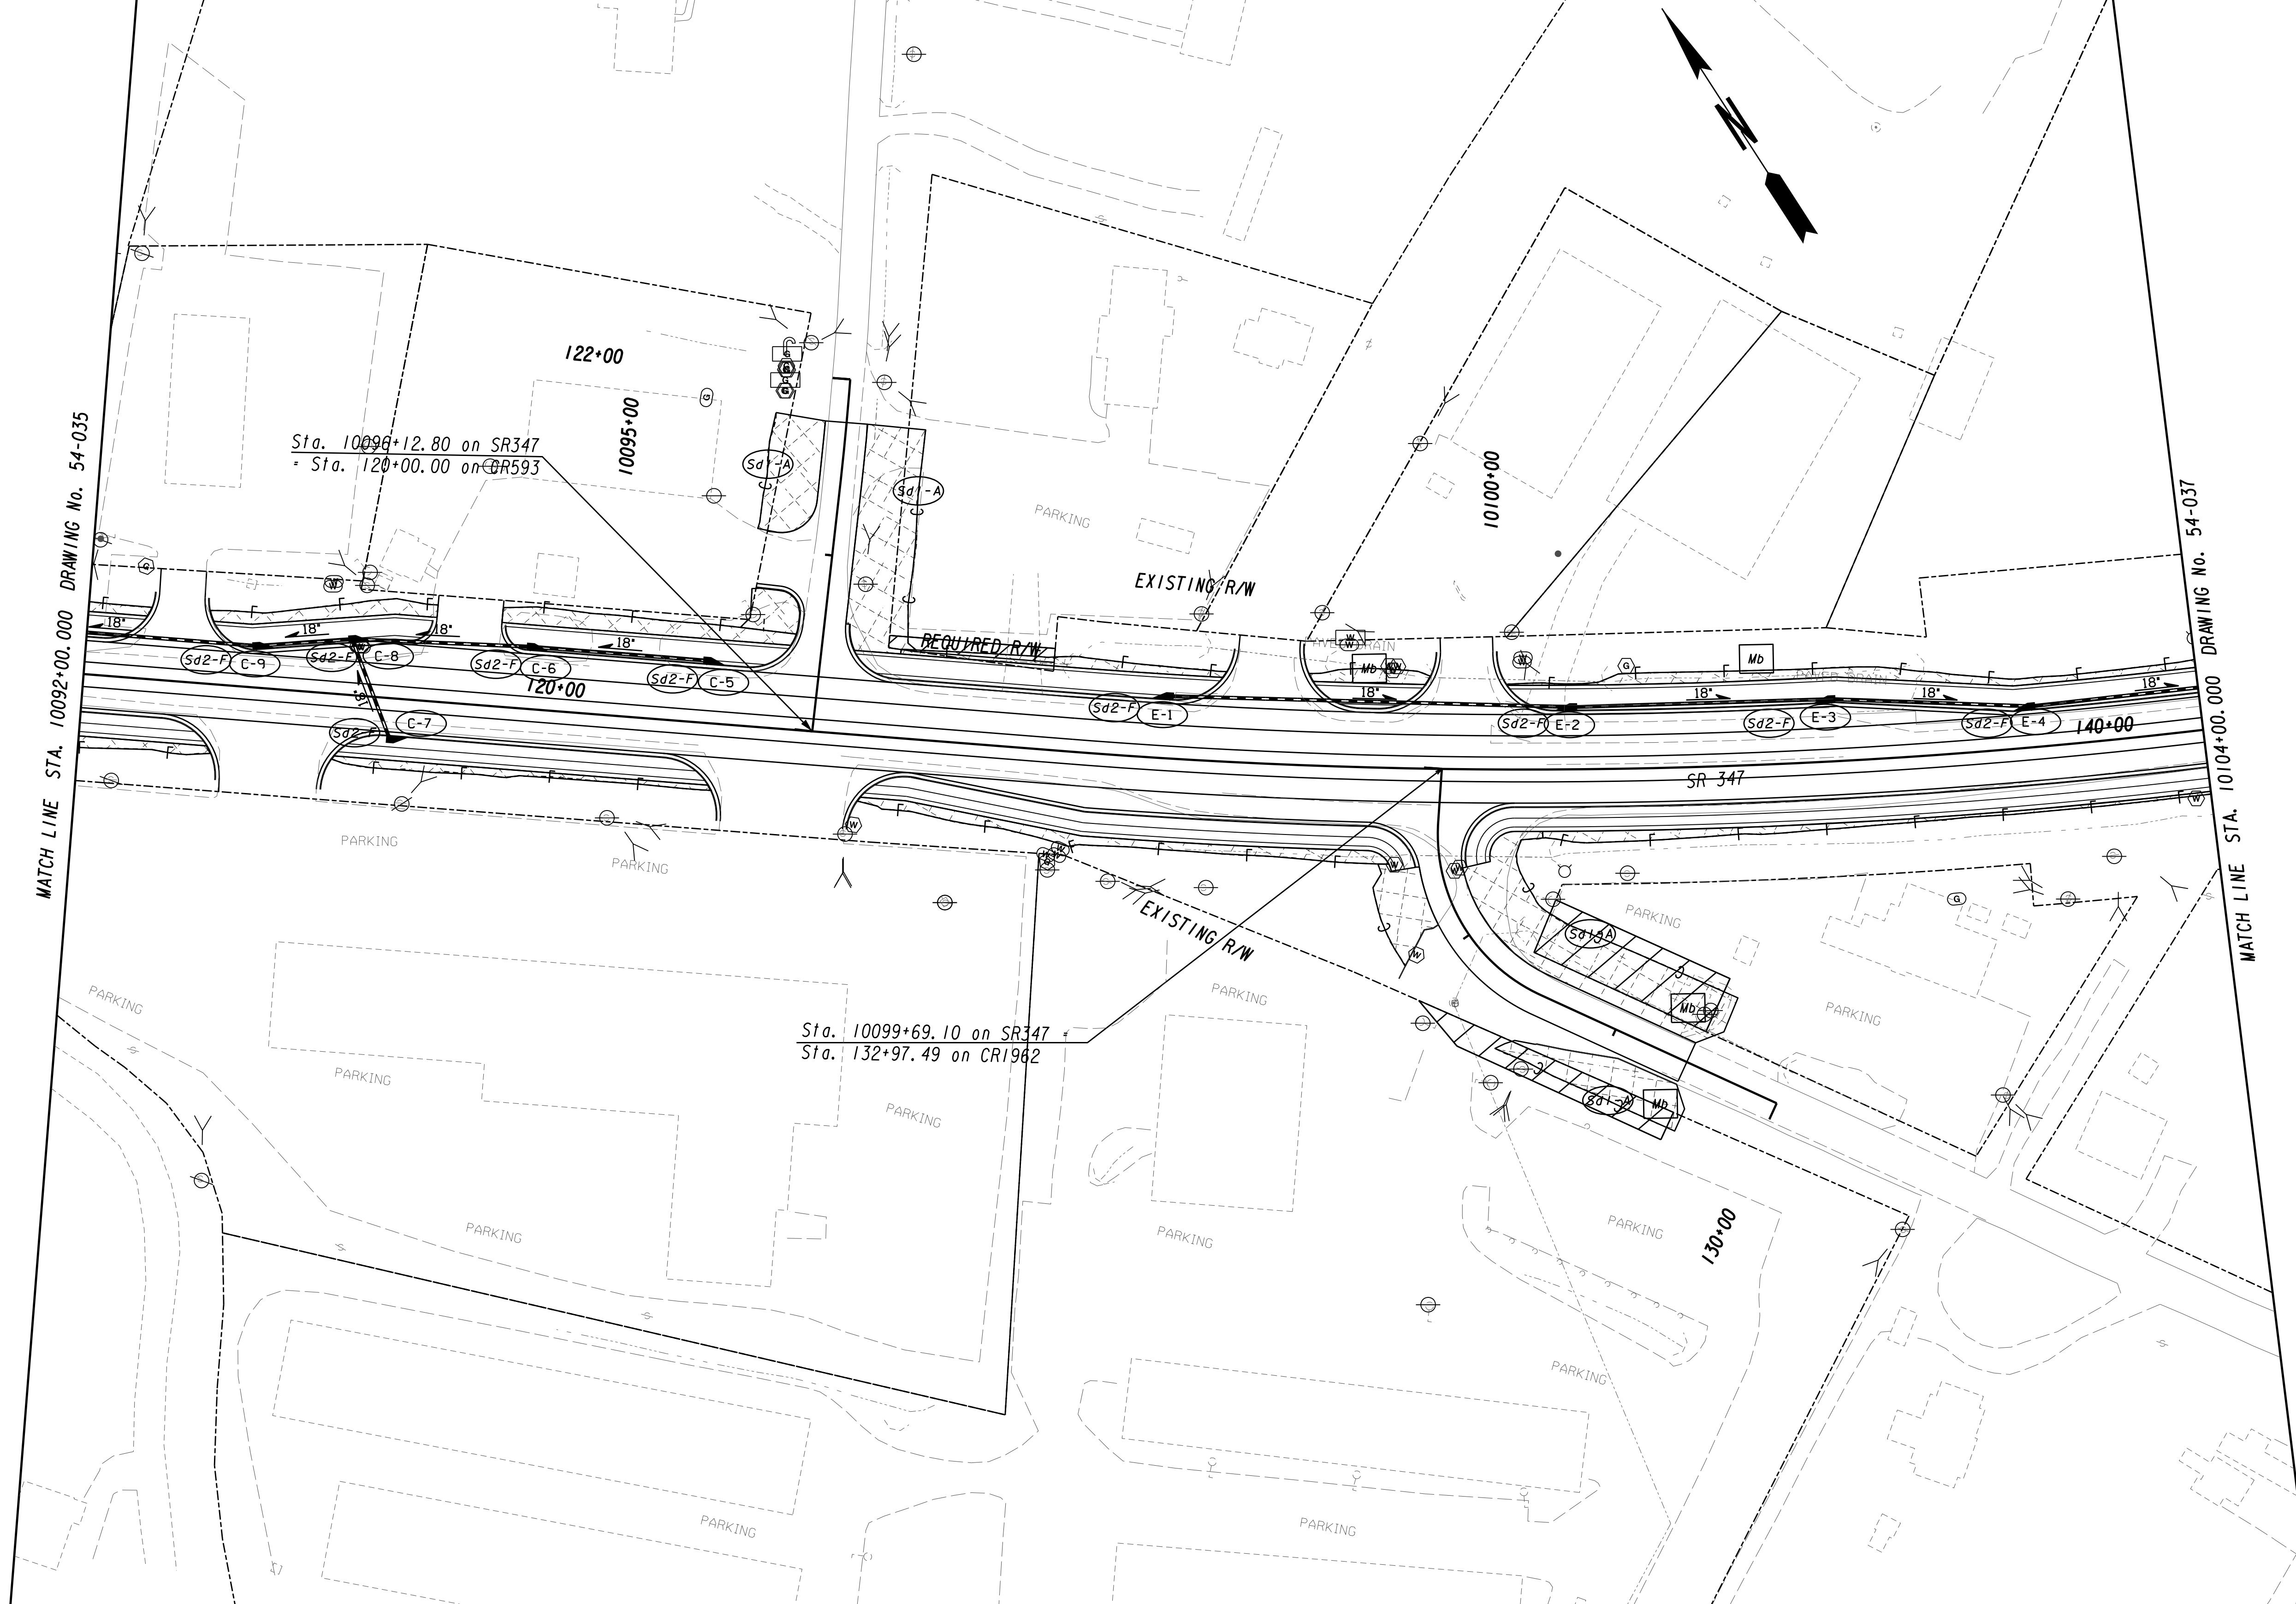 122+00
10095+00
Sta. 10096+12.80 on SR347
= Sta. 120+00.00 on CR593
MATCH LINE STA. 10092+00.000 DRAWING No. 54-035
Sd1-A
Sd1-A
G
G
G
G
G
G
PARKING
10100+00
EXISTING R/W
REQUIRED R/W
MATCH LINE STA. 10104+00.000 DRAWING No. 54-037
18"
18"
18"
18"
18"
18"
18"
18"
18"
Sd2-F
C-9
Sd2-F
C-8
Sd2-F
C-6
Sd2-F
C-5
Sd2-F
C-7
120+00
W
W
W
W
Mb
Mb
G
Sd2-F
E-1
Sd2-F
E-2
Sd2-F
E-3
Sd2-F
E-4
140+00
SR 347
PARKING
PARKING
W
W
W
W
W
EXISTING R/W
PARKING
Sd1-A
G
PARKING
PARKING
PARKING
Mb
Sta. 10099+69.10 on SR347 =
Sta. 132+97.49 on CR1962
PARKING
PARKING
Sd1-A
Mb
PARKING
PARKING
PARKING
130+00
PARKING
PARKING
PARKING
N